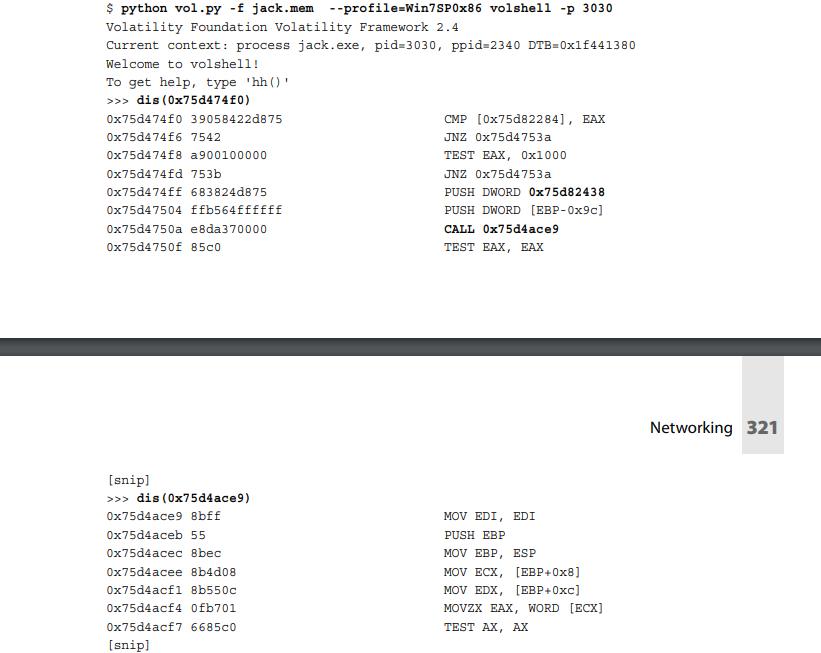 $ python vol.py -f jack.mem  --profile=Win7SP0x86 volshell -p 3030
Volatility Foundation Volatility Framework 2.4
Current context: process jack.exe, pid=3030, ppid=2340 DTB=0x1f441380
Welcome to volshell!
To get help, type 'hh()'
>>> dis(0x75d474f0)
0x75d474f0 39058422d875 CMP [0x75d82284], EAX
0x75d474f6 7542 JNZ 0x75d4753a
0x75d474f8 a900100000 TEST EAX, 0x1000
0x75d474fd 753b JNZ 0x75d4753a
0x75d474ff 683824d875 PUSH DWORD 0x75d82438
0x75d47504 ffb564ffffff PUSH DWORD [EBP-0x9c]
0x75d4750a e8da370000 CALL 0x75d4ace9
0x75d4750f 85c0 TEST EAX, EAX
Networking 321
[snip]
>>> dis(0x75d4ace9)
0x75d4ace9 8bff MOV EDI, EDI
0x75d4aceb 55 PUSH EBP
0x75d4acec 8bec MOV EBP, ESP
0x75d4acee 8b4d08 MOV ECX, [EBP+0x8]
0x75d4acf1 8b550c MOV EDX, [EBP+0xc]
0x75d4acf4 0fb701 MOVZX EAX, WORD [ECX]
0x75d4acf7 6685c0 TEST AX, AX
[snip]